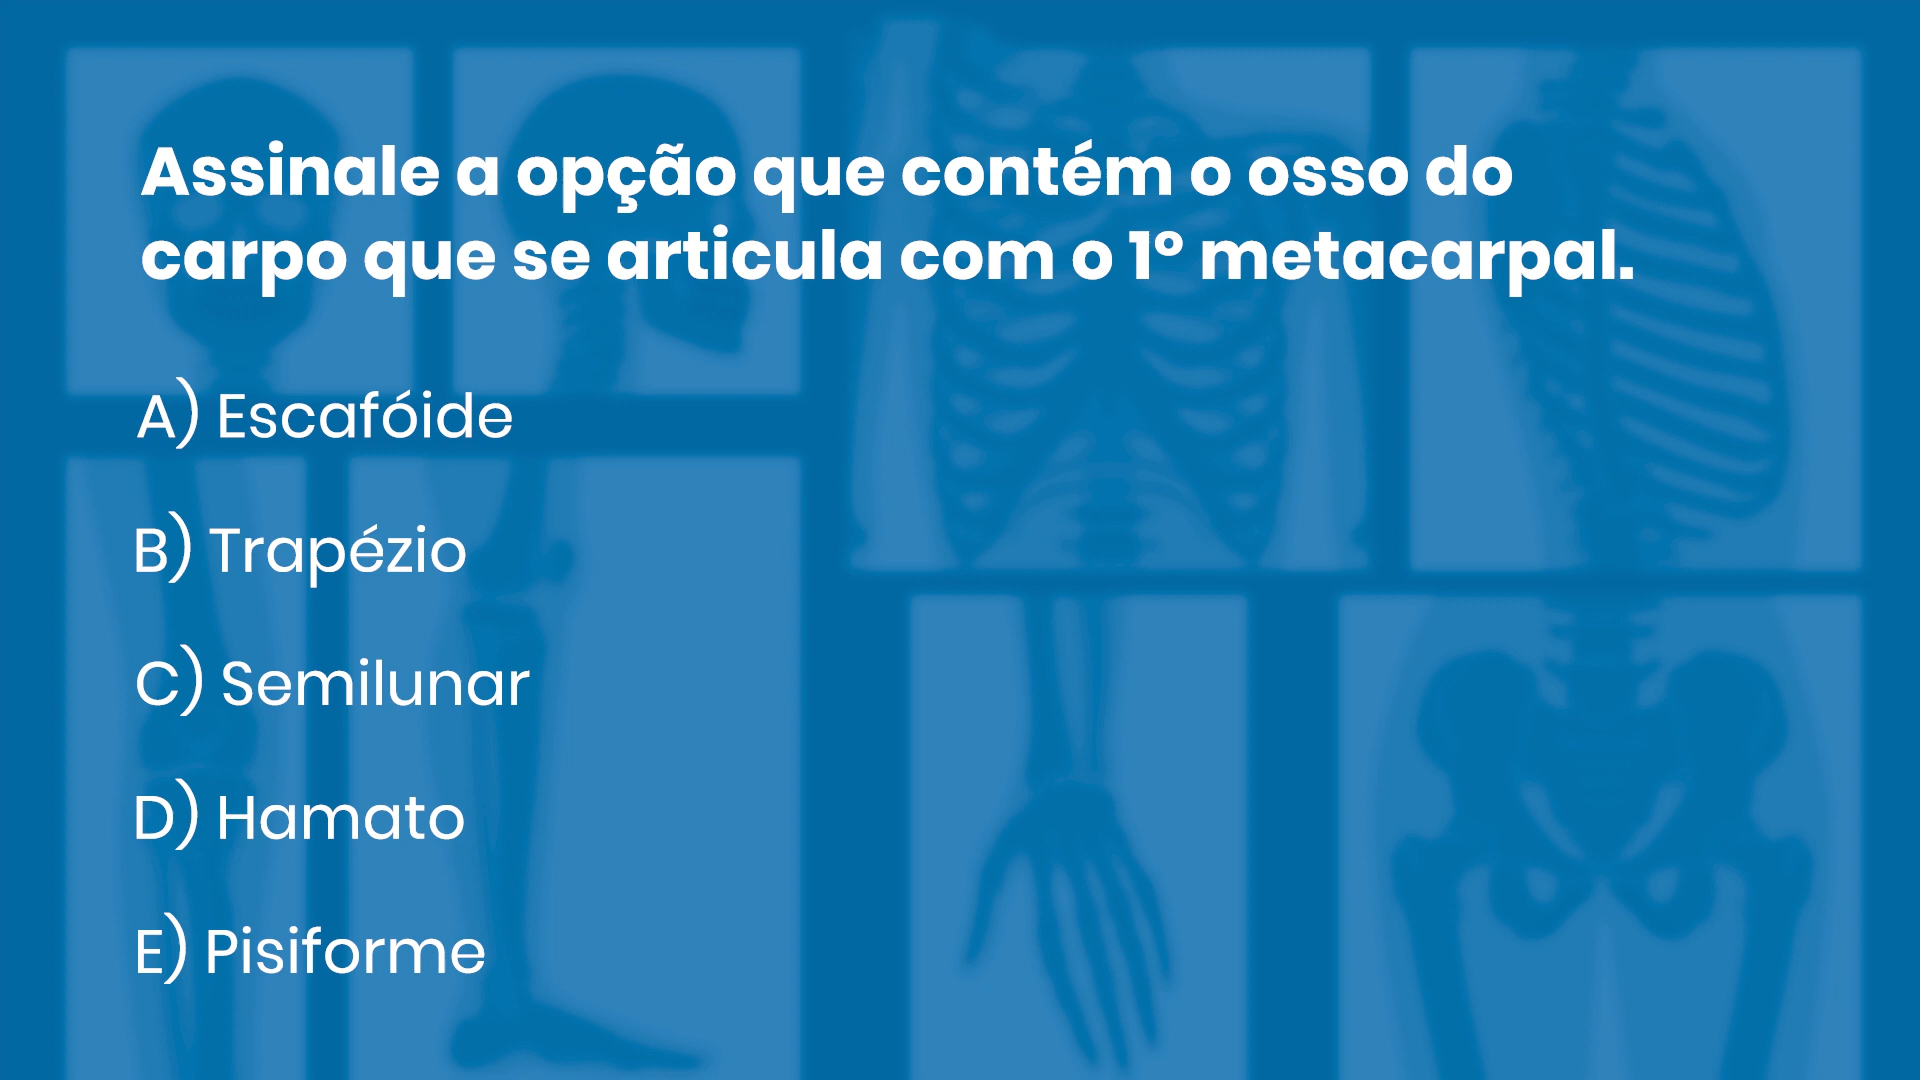 Assinale a opção que contém o osso do
carpo que se articula com o 1º metacarpal.
A) Escafóide
B) Trapézio
C) Semilunar
D) Hamato
E) Pisiforme